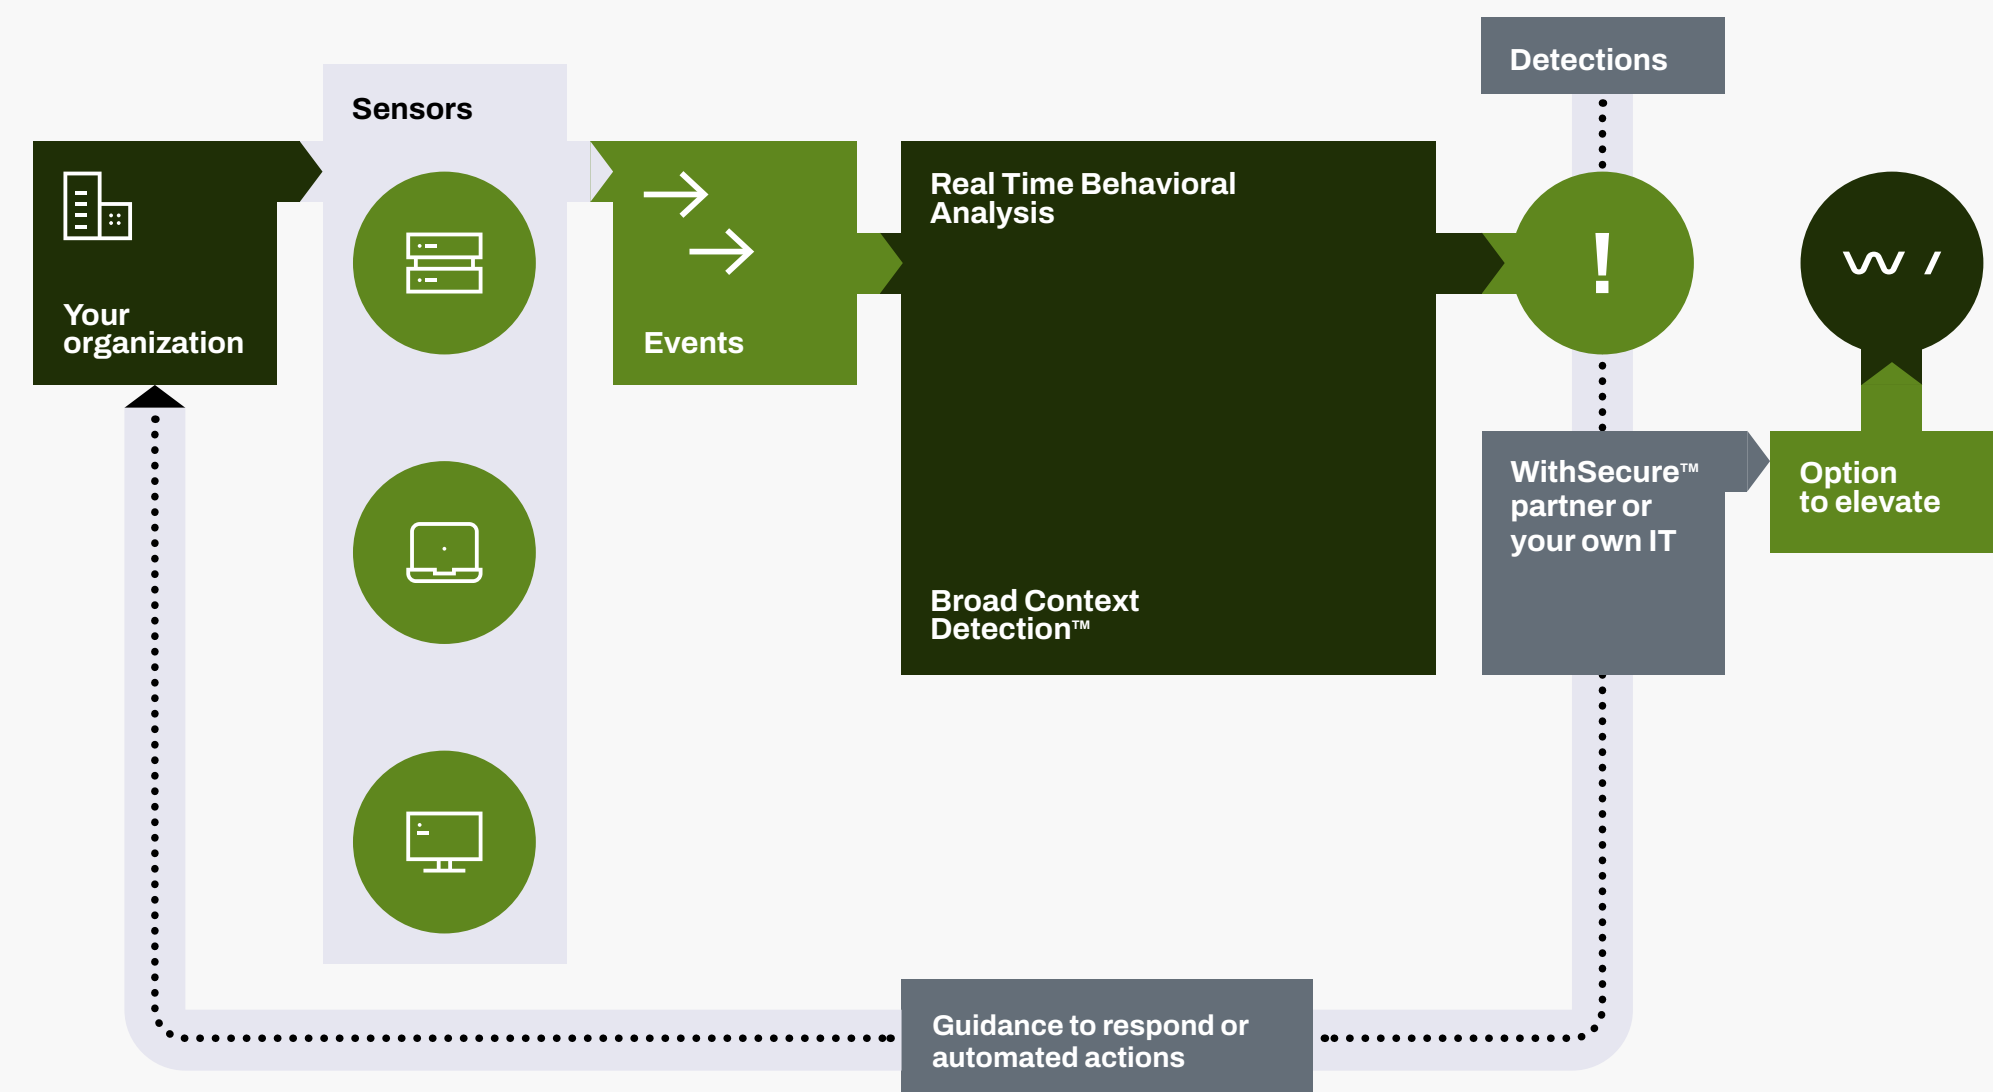 Sensors
Your
organization
Events
Real Time Behavioral
Analysis
Broad Context
Detection™
Detections
!
WithSecure™
partner or
your own IT
Option
to elevate
W /
Guidance to respond or
automated actions